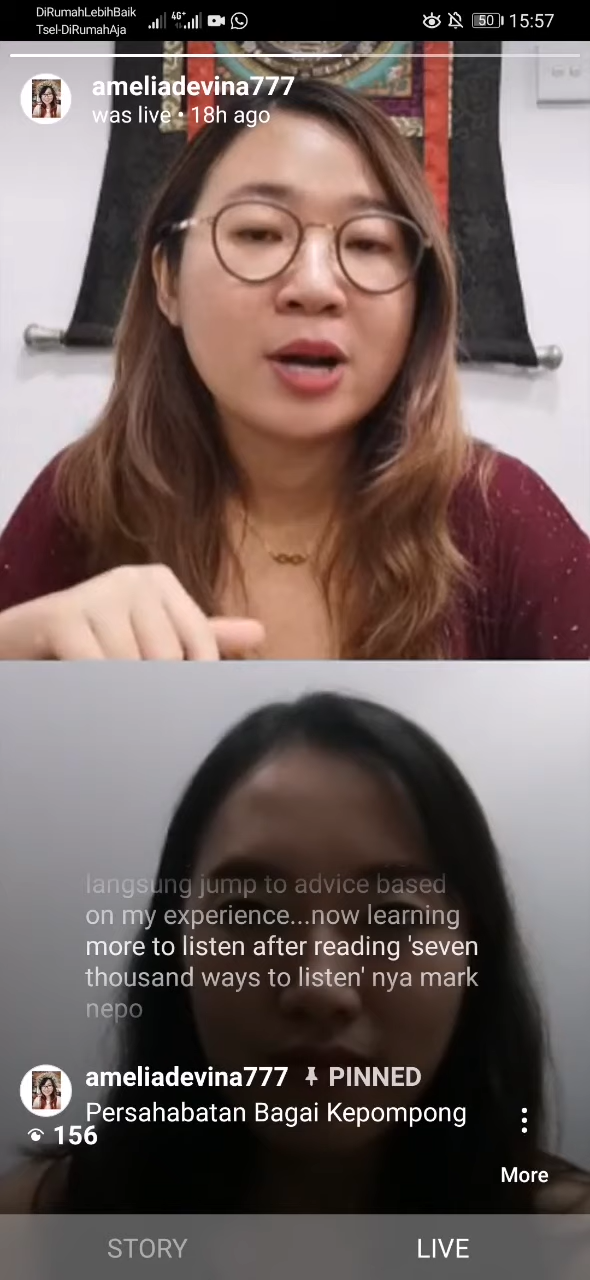 DiRumahLebihBaik
Tsel-DiRumahAja
4G+
50
15:57
ameliadevina777
was live • 18h ago
langsung jump to advice based
on my experience...now learning
more to listen after reading 'seven
thousand ways to listen' nya mark
nepo
ameliadevina777 PINNED
Persahabatan Bagai Kepompong
156
More
STORY LIVE